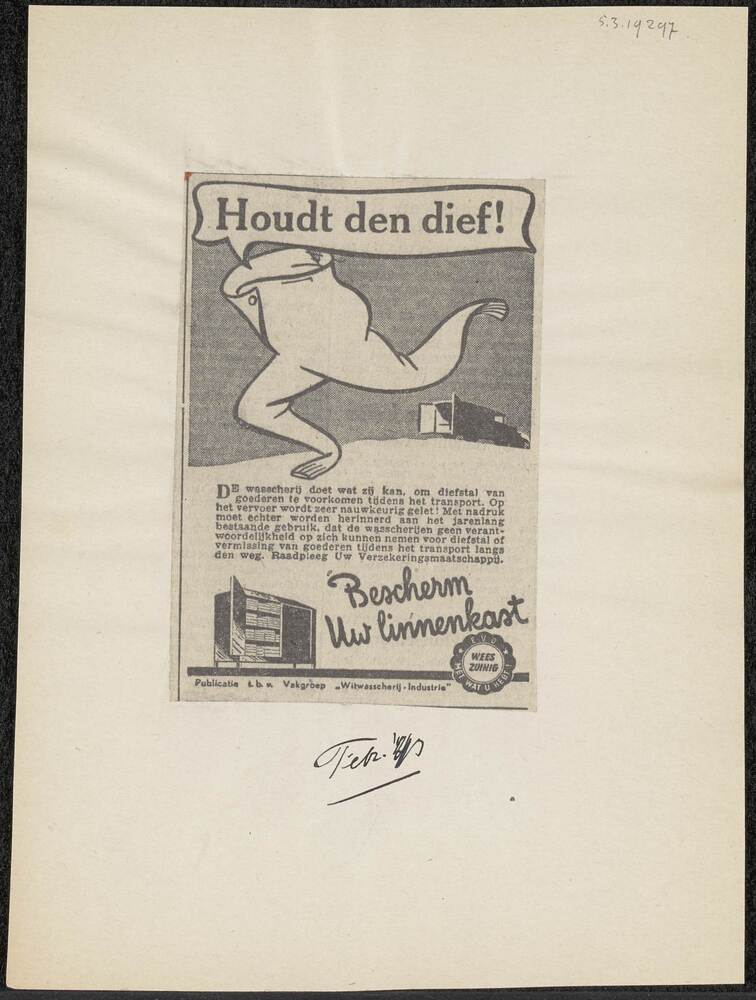 5.3.19297
Houdt den dief!
DE wasscherij doet wat zij kan, om diefstal van
goederen te voorkomen tijdens het transport. Op
het vervoer wordt zeer nauwkeurig gelet! Met nadruk
moet echter worden herinnerd aan het jarenlang
bestaande gebruik, dat de wasscherijen geen verant-
woordelijkheid op zich kunnen nemen voor diefstal of
vermissing van goederen tijdens het transport langs
den weg. Raadpleeg Uw Verzekeringsmaatschappij.
Bescherm
Uw linnenkast
E.V.D.
WEES
ZUINIG
MET WAT U HEBT!
Publicatie t.b.v. Vakgroep „Witwasscherij-Industrie"
Febr.